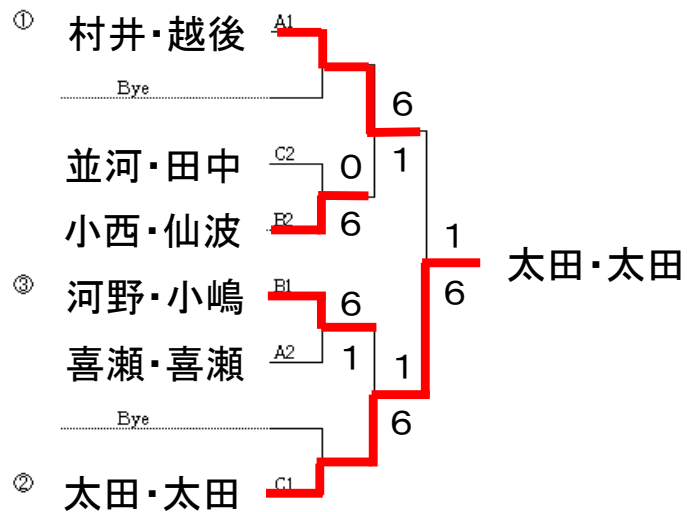 ① 村井・越後 A1
Bye
6
1
並河・田中 C2
0
小西・仙波 B2
6
1
太田・太田
6
③ 河野・小嶋 B1
6
喜瀬・喜瀬 A2
1
1
Bye
6
② 太田・太田 C1